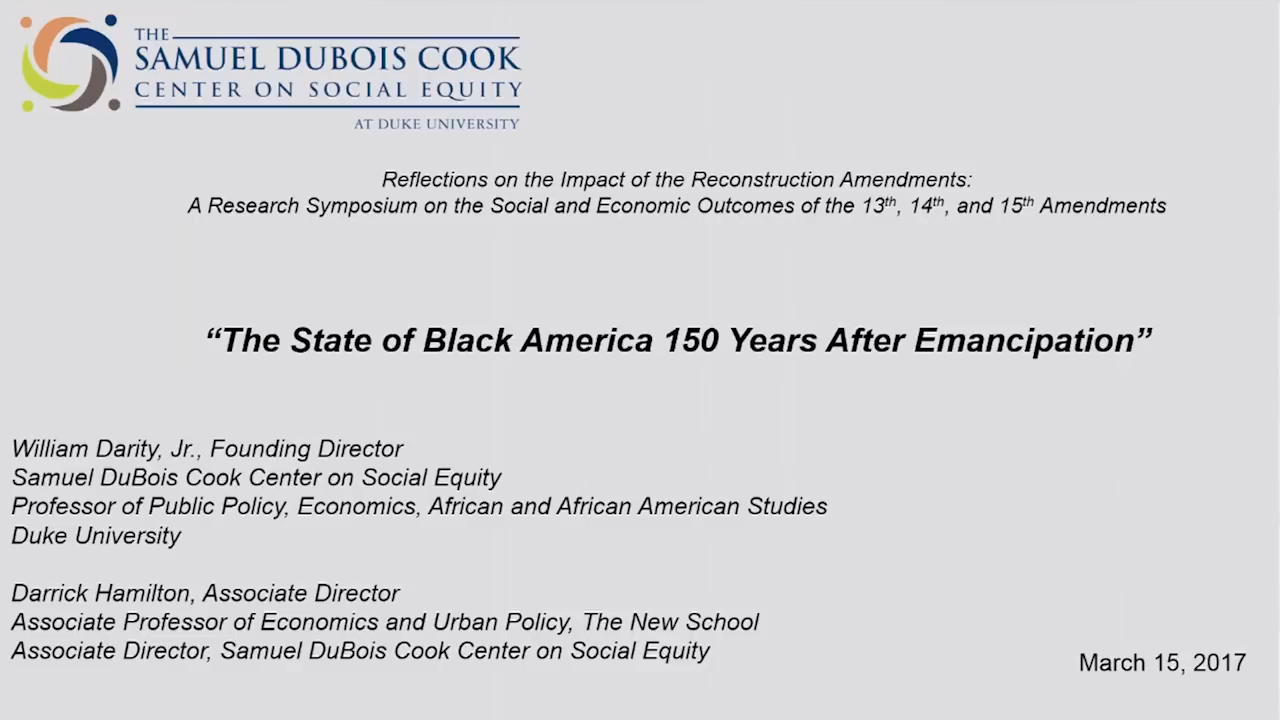 THE
SAMUEL DUBOIS COOK
CENTER ON SOCIAL EQUITY
AT DUKE UNIVERSITY
Reflections on the Impact of the Reconstruction Amendments:
A Research Symposium on the Social and Economic Outcomes of the 13th, 14th, and 15th Amendments
“The State of Black America 150 Years After Emancipation”
William Darity, Jr., Founding Director
Samuel DuBois Cook Center on Social Equity
Professor of Public Policy, Economics, African and African American Studies
Duke University
Darrick Hamilton, Associate Director
Associate Professor of Economics and Urban Policy, The New School
Associate Director, Samuel DuBois Cook Center on Social Equity
March 15, 2017